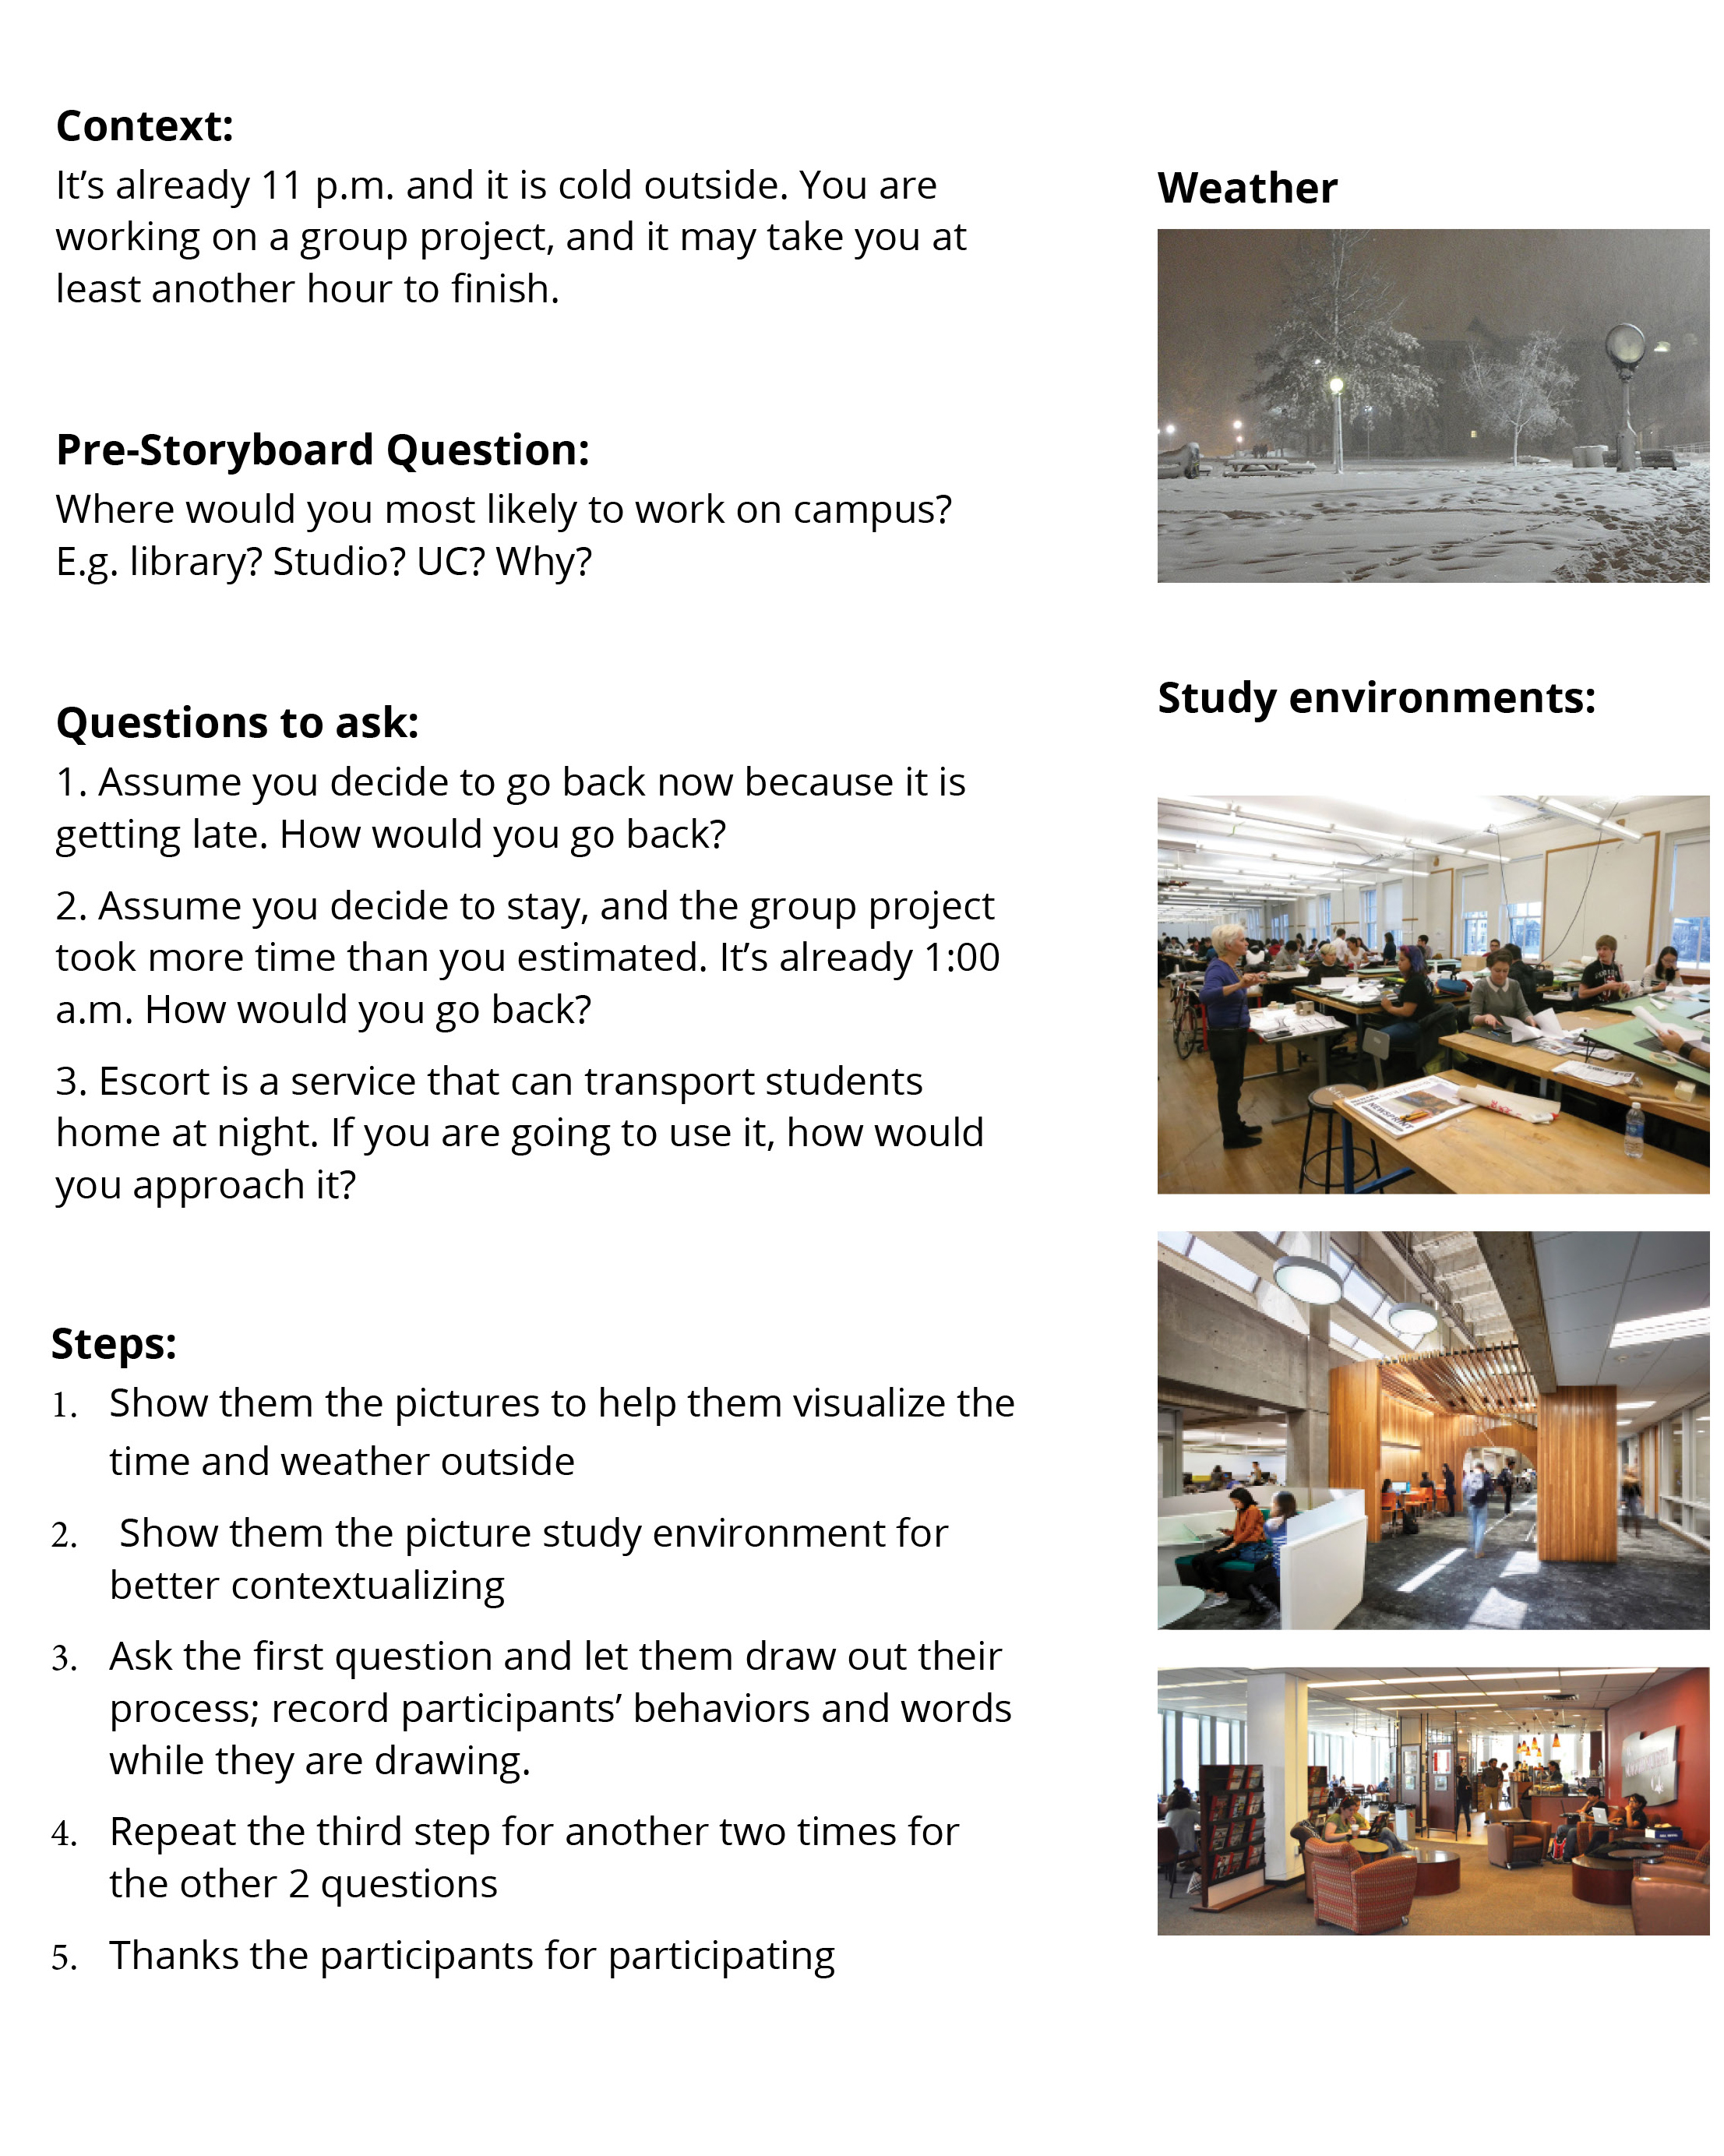 Context:
It’s already 11 p.m. and it is cold outside. You are
working on a group project, and it may take you at
least another hour to finish.
Pre-Storyboard Question:
Where would you most likely to work on campus?
E.g. library? Studio? UC? Why?
Questions to ask:
1. Assume you decide to go back now because it is
getting late. How would you go back?
2. Assume you decide to stay, and the group project
took more time than you estimated. It’s already 1:00
a.m. How would you go back?
3. Escort is a service that can transport students
home at night. If you are going to use it, how would
you approach it?
Steps:
1. Show them the pictures to help them visualize the
time and weather outside
2. Show them the picture study environment for
better contextualizing
3. Ask the first question and let them draw out their
process; record participants’ behaviors and words
while they are drawing.
4. Repeat the third step for another two times for
the other 2 questions
5. Thanks the participants for participating
Weather
Study environments:
NEWSPRINT